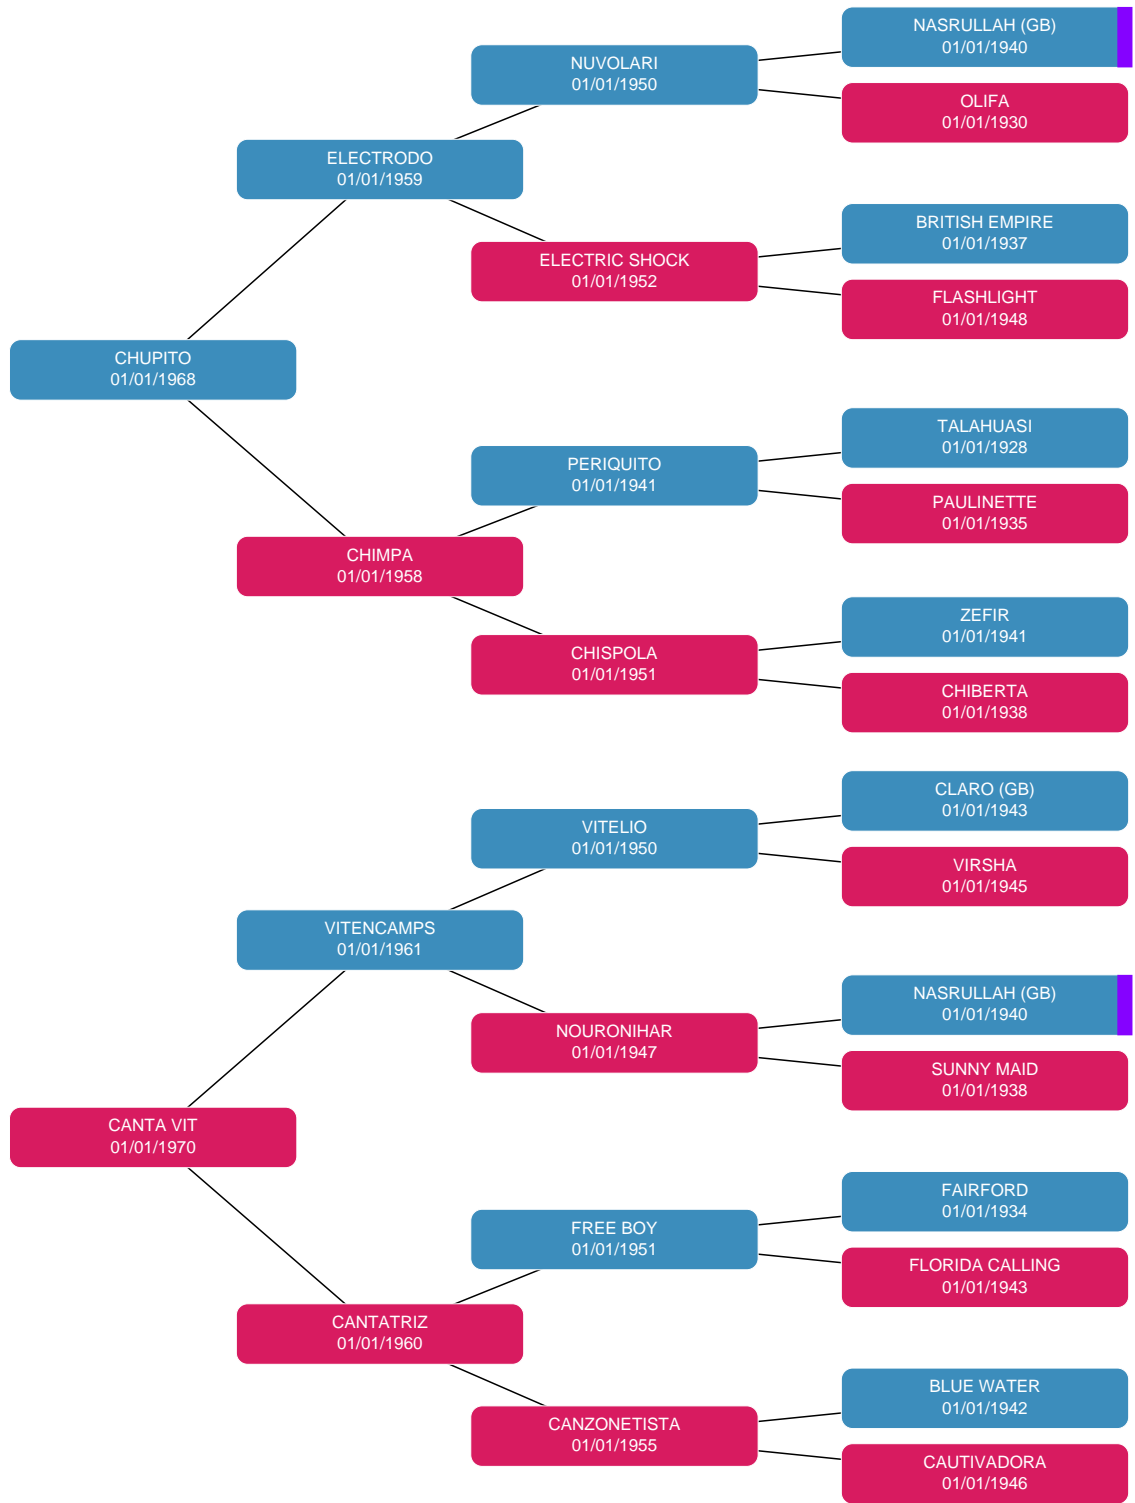 NASRULLAH (GB)
01/01/1940
NUVOLARI
01/01/1950
OLIFA
01/01/1930
ELECTRODO
01/01/1959
BRITISH EMPIRE
01/01/1937
ELECTRIC SHOCK
01/01/1952
FLASHLIGHT
01/01/1948
CHUPITO
01/01/1968
TALAHUASI
01/01/1928
PERIQUITO
01/01/1941
PAULINETTE
01/01/1935
CHIMPA
01/01/1958
ZEFIR
01/01/1941
CHISPOLA
01/01/1951
CHIBERTA
01/01/1938
CLARO (GB)
01/01/1943
VITELIO
01/01/1950
VIRSHA
01/01/1945
VITENCAMPS
01/01/1961
NASRULLAH (GB)
01/01/1940
NOURONIHAR
01/01/1947
SUNNY MAID
01/01/1938
CANTA VIT
01/01/1970
FAIRFORD
01/01/1934
FREE BOY
01/01/1951
FLORIDA CALLING
01/01/1943
CANTATRIZ
01/01/1960
BLUE WATER
01/01/1942
CANZONETISTA
01/01/1955
CAUTIVADORA
01/01/1946